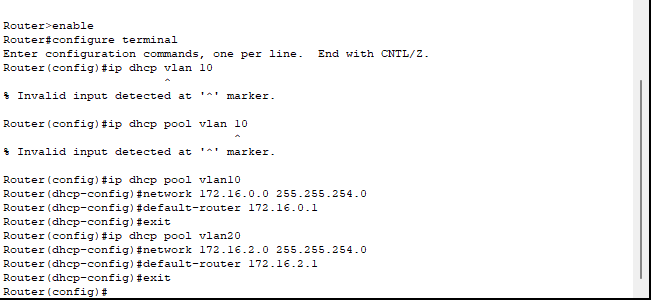 Router>enable
Router#configure terminal
Enter configuration commands, one per line.  End with CNTL/Z.
Router(config)#ip dhcp vlan 10
^
% Invalid input detected at '^' marker.
Router(config)#ip dhcp pool vlan 10
^
% Invalid input detected at '^' marker.
Router(config)#ip dhcp pool vlan10
Router(dhcp-config)#network 172.16.0.0 255.255.254.0
Router(dhcp-config)#default-router 172.16.0.1
Router(dhcp-config)#exit
Router(config)#ip dhcp pool vlan20
Router(dhcp-config)#network 172.16.2.0 255.255.254.0
Router(dhcp-config)#default-router 172.16.2.1
Router(dhcp-config)#exit
Router(config)#